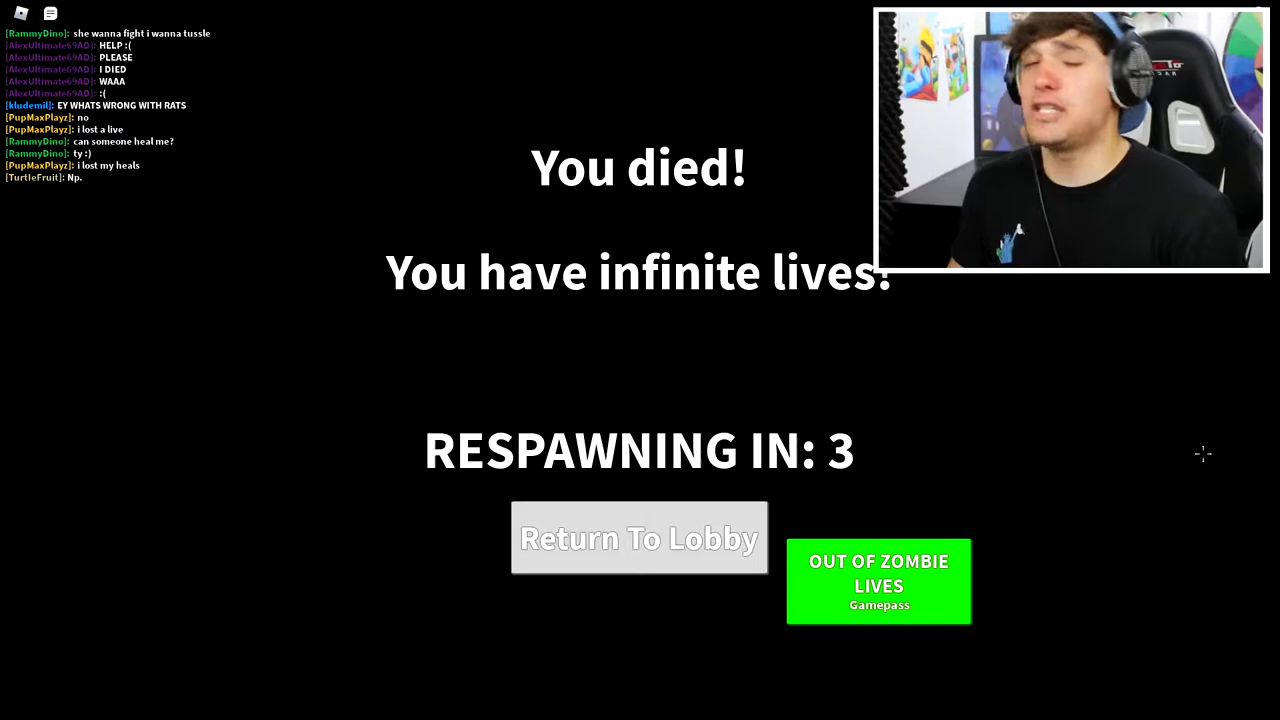 [RammyDino]: she wanna fight i wanna tussle
[AlexUltimate69AD]: HELP :(
[AlexUltimate69AD]: PLEASE
[AlexUltimate69AD]: I DIED
[AlexUltimate69AD]: WAAA
[AlexUltimate69AD]: :(
[kludemil]: EY WHATS WRONG WITH RATS
[PupMaxPlayz]: no
[PupMaxPlayz]: i lost a live
[RammyDino]: can someone heal me?
[RammyDino]: ty :)
[PupMaxPlayz]: i lost my heals
[TurtleFruit]: Np.
You died!
You have infinite lives!
RESPAWNING IN: 3
Return To Lobby
OUT OF ZOMBIE
LIVES
Gamepass